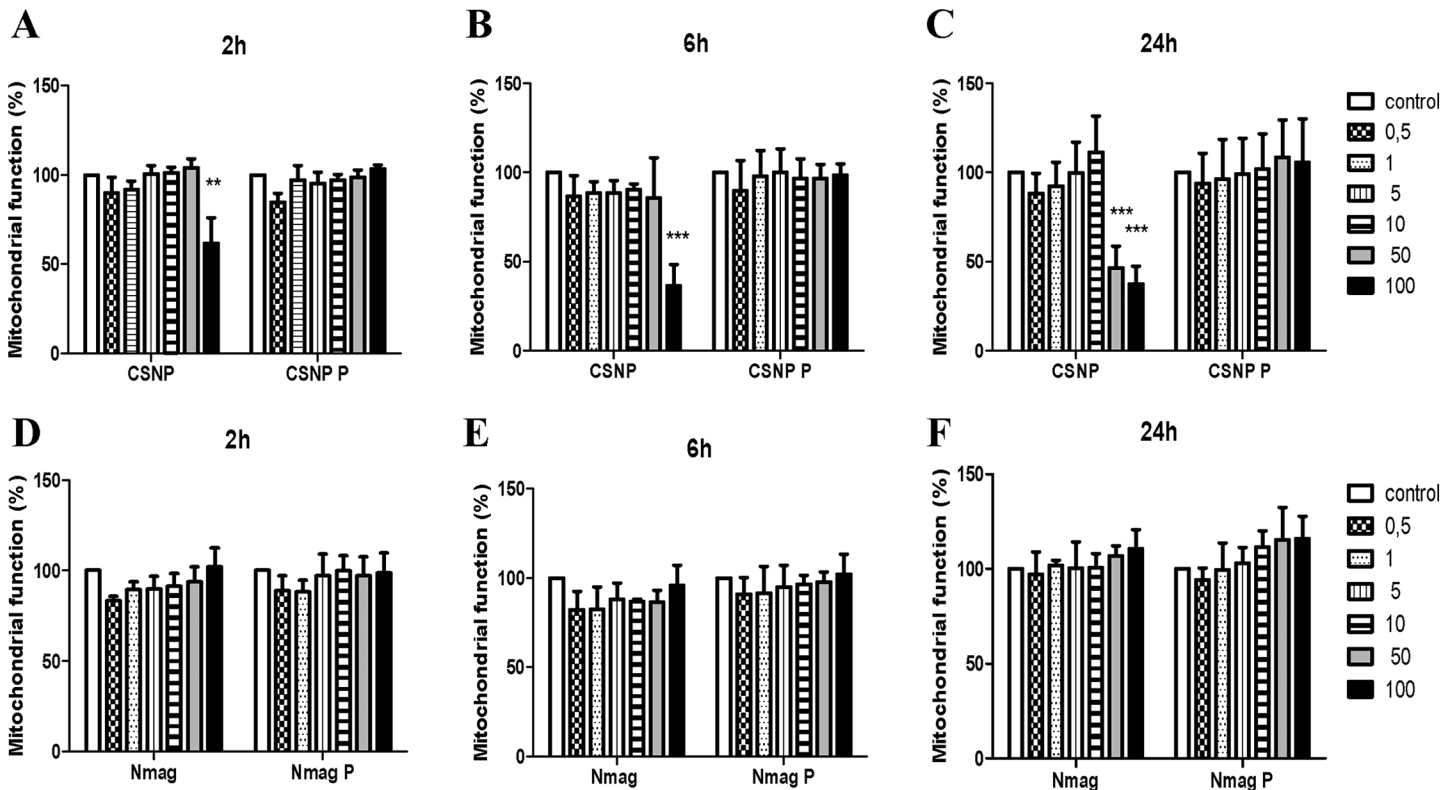 A
2h
Mitochondrial function (%)
150
100
50
0
**
CSNP
CSNP P
B
6h
Mitochondrial function (%)
150
100
50
0
***
CSNP
CSNP P
C
24h
Mitochondrial function (%)
150
100
50
0
***
***
CSNP
CSNP P
control
0,5
1
5
10
50
100
D
2h
Mitochondrial function (%)
150
100
50
0
Nmag
Nmag P
E
6h
Mitochondrial function (%)
150
100
50
0
Nmag
Nmag P
F
24h
Mitochondrial function (%)
150
100
50
0
Nmag
Nmag P
control
0,5
1
5
10
50
100